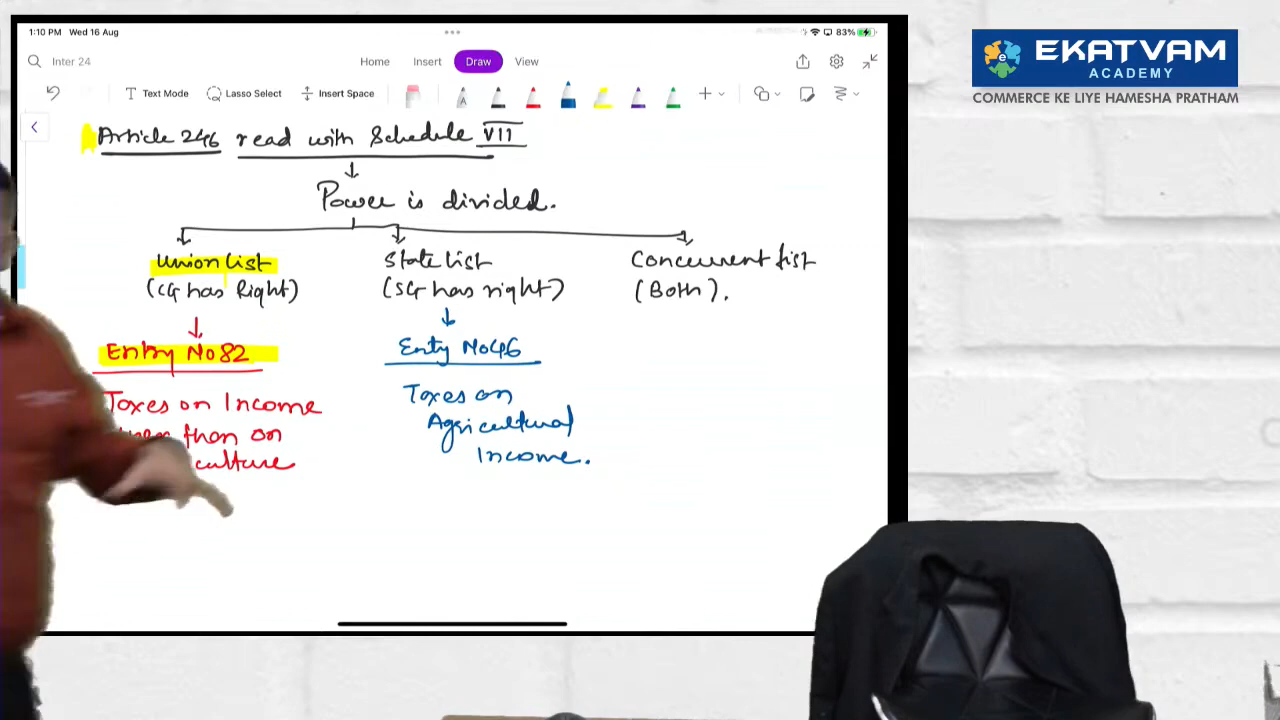 1:10 PM Wed 16 Aug
83%
Inter 24
Home Insert Draw View
Text Mode Lasso Select Insert Space
EKATVAM
ACADEMY
COMMERCE KE LIYE HAMESHA PRATHAM
Article 246 read with Schedule VII
Power is divided.
Union list State list Concurrent list
(CG has Right) (SG has right) (Both).
Entry No 82 Enty No 46
Taxes on Income
than on
culture
Taxes on
Agricultural
Income.